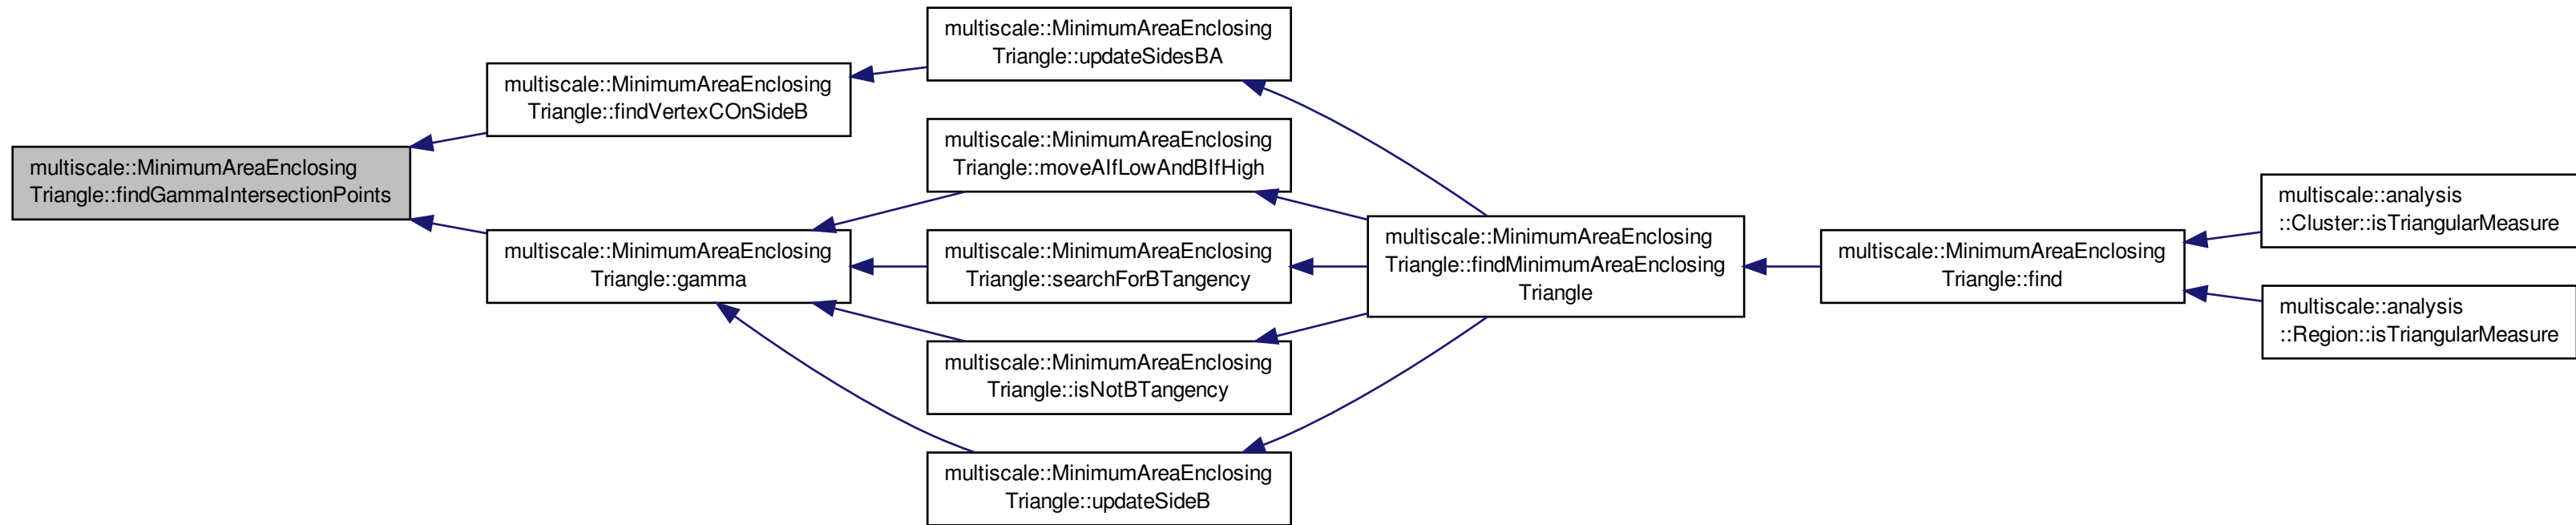 multiscale::MinimumAreaEnclosing
Triangle::findGammaIntersectionPoints
multiscale::MinimumAreaEnclosing
Triangle::findVertexCOnSideB
multiscale::MinimumAreaEnclosing
Triangle::gamma
multiscale::MinimumAreaEnclosing
Triangle::updateSidesBA
multiscale::MinimumAreaEnclosing
Triangle::moveAIfLowAndBIfHigh
multiscale::MinimumAreaEnclosing
Triangle::searchForBTangency
multiscale::MinimumAreaEnclosing
Triangle::isNotBTangency
multiscale::MinimumAreaEnclosing
Triangle::updateSideB
multiscale::MinimumAreaEnclosing
Triangle::findMinimumAreaEnclosing
Triangle
multiscale::MinimumAreaEnclosing
Triangle::find
multiscale::analysis
::Cluster::isTriangularMeasure
multiscale::analysis
::Region::isTriangularMeasure